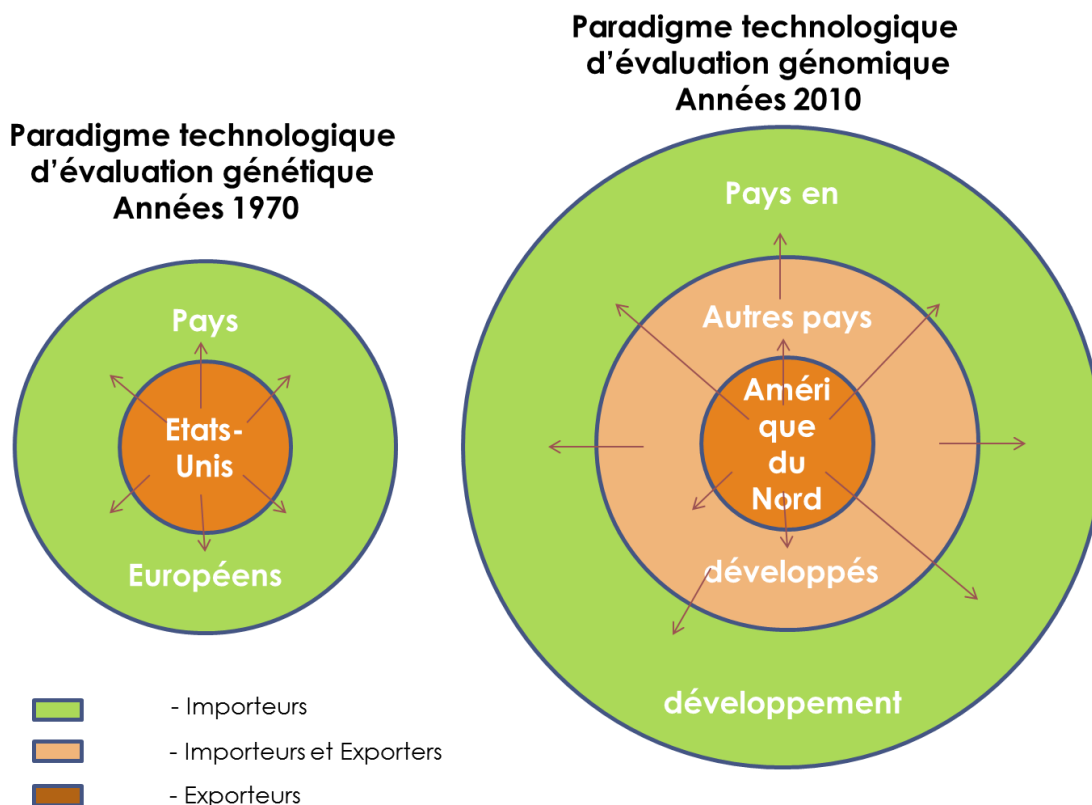 Paradigme technologique
d'évaluation génétique
Années 1970
Pays
Etats-
Unis
Européens
Paradigme technologique
d'évaluation génomique
Années 2010
Pays en
Autres pays
Améri
que
du
Nord
développés
développement
- Importeurs
- Importeurs et Exporters
- Exporteurs